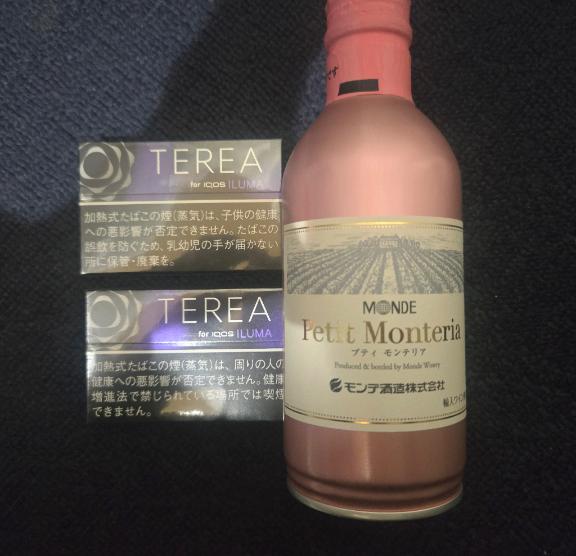 TEREA
for IQOS ILUMA
加熱式たばこの煙(蒸気)は、子供の健康
への悪影響が否定できません。たばこの
誤飲を防ぐため、乳幼児の手が届かない
所に保管・廃棄を。
TEREA
for IQOS ILUMA
加熱式たばこの煙(蒸気)は、周りの人の
健康への悪影響が否定できません。健康
増進法で禁じられている場所では喫煙
できません。
です
MONDE
Petit Monteria
プティ モンテリア
Produced & bottled by Monde Winery
モンデ酒造株式会社
輸入ワイン